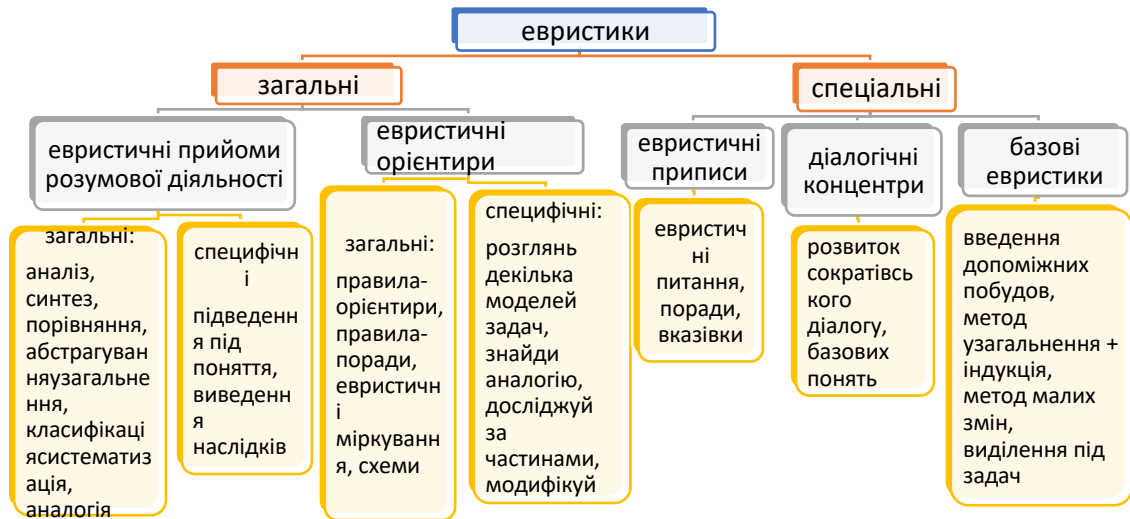 евристики
загальні
спеціальні
евристичні прийоми
розумової діяльності
евристичні
орієнтири
евристичні
приписи
діалогічні
концентри
базові
евристики
загальні:
аналіз,
синтез,
порівняння,
абстрагуван
няузагальне
ння,
класифікаці
ясистематиз
ація,
аналогія
специфічн
і
підведенн
я під
поняття,
виведенн
я
наслідків
загальні:
правила-
орієнтири,
правила-
поради,
евристичн
і
міркуванн
я, схеми
специфічні:
розглянь
декілька
моделей
задач,
знайди
аналогію,
досліджуй
за
частинами,
модифікуй
евристич
ні
питання,
поради,
вказівки
розвиток
сократівсь
кого
діалогу,
базових
понять
введення
допоміжних
побудов,
метод
узагальнення +
індукція,
метод малих
змін,
виділення під
задач